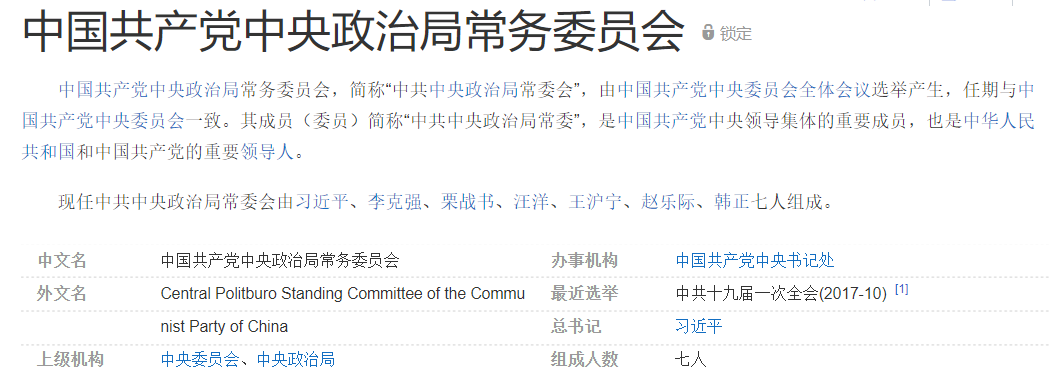 中国共产党中央政治局常务委员会 锁定
中国共产党中央政治局常务委员会，简称“中共中央政治局常委会”，由中国共产党中央委员会全体会议选举产生，任期与中
国共产党中央委员会一致。其成员（委员）简称“中共中央政治局常委”，是中国共产党中央领导集体的重要成员，也是中华人民
共和国和中国共产党的重要领导人。
现任中共中央政治局常委会由习近平、李克强、栗战书、汪洋、王沪宁、赵乐际、韩正七人组成。
中文名 中国共产党中央政治局常务委员会 办事机构 中国共产党中央书记处
外文名 Central Politburo Standing Committee of the Commu 最近选举 中共十九届一次全会(2017-10) [1]
nist Party of China 总书记 习近平
上级机构 中央委员会、中央政治局 组成人数 七人